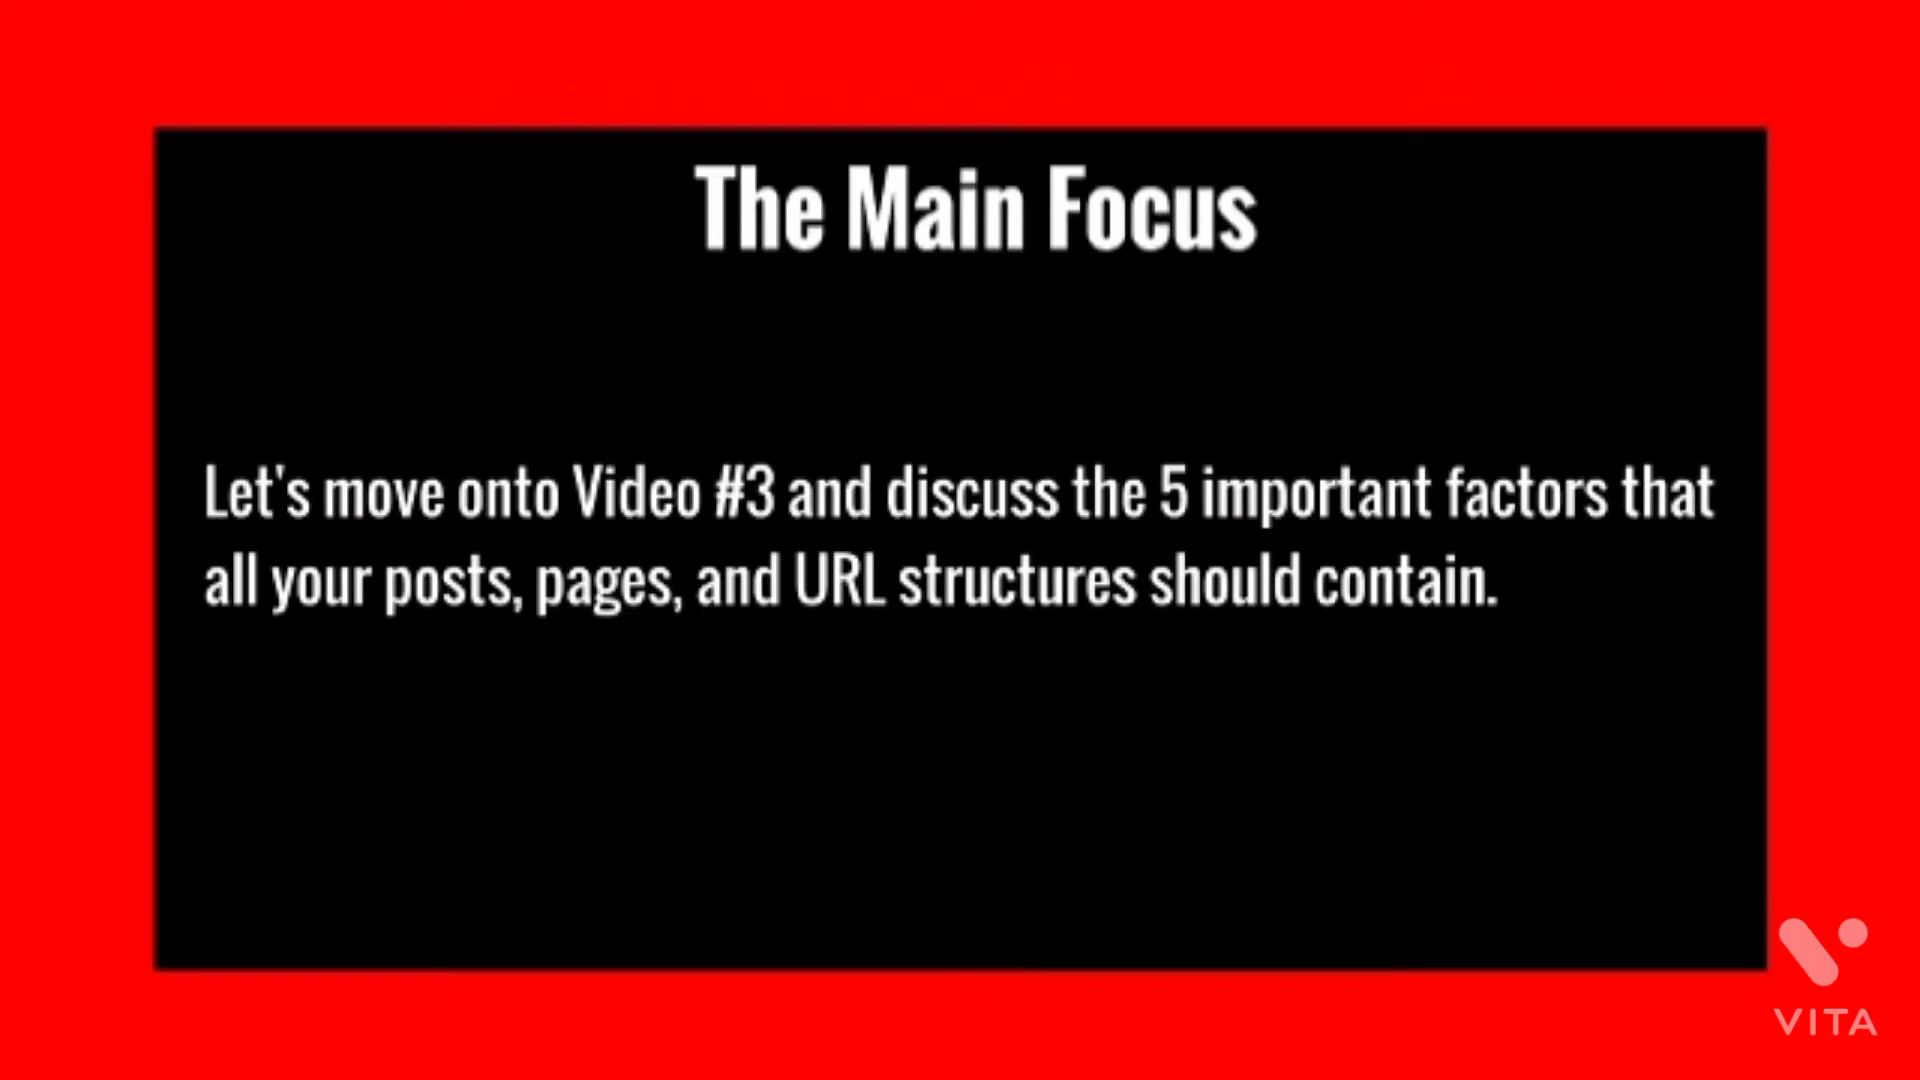 The Main Focus
Let's move onto Video #3 and discuss the 5 important factors that
all your posts, pages, and URL structures should contain.
VITA